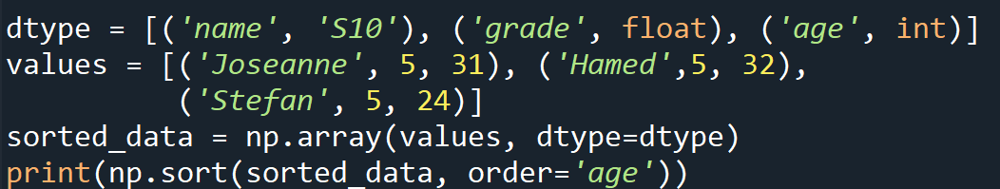 dtype = [('name', 'S10'), ('grade', float), ('age', int)]
values = [('Joseanne', 5, 31), ('Hamed',5, 32),
('Stefan', 5, 24)]
sorted_data = np.array(values, dtype=dtype)
print(np.sort(sorted_data, order='age'))